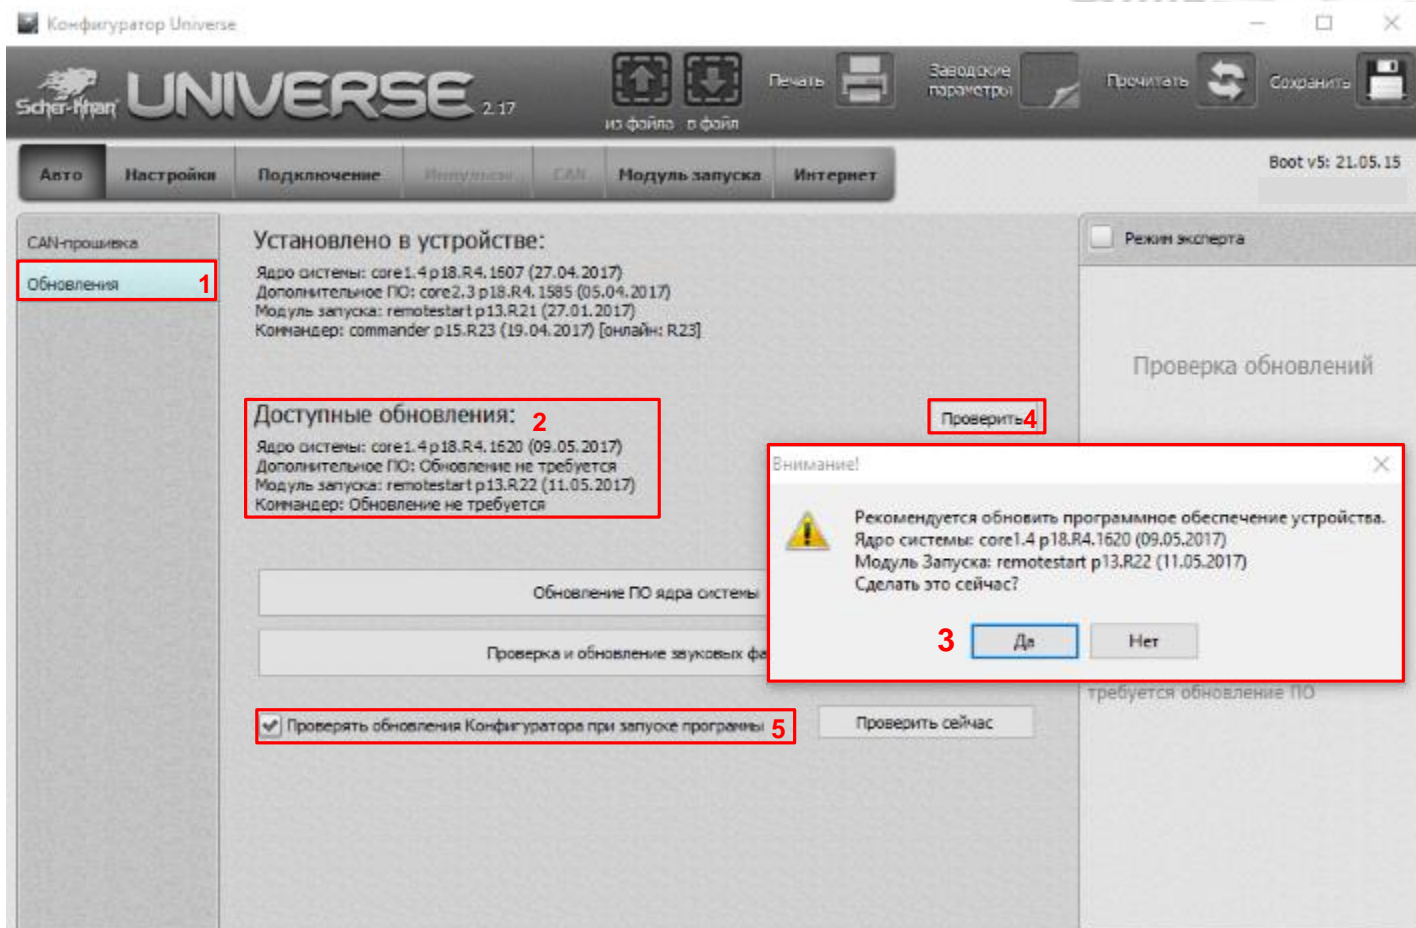 Конфигуратор Universe
Scher-Khan UNIVERSE 2.17
из файла
в файл
Печать
Заводские
параметры
Прочитать
Сохранить
Авто
Настройки
Подключение
Импульсы
CAN
Модуль запуска
Интернет
Boot v5: 21.05.15
CAN-прошивка
Обновления 1
Установлено в устройстве:
Ядро системы: core1.4 p18.R4.1607 (27.04.2017)
Дополнительное ПО: core2.3 p18.R4.1585 (05.04.2017)
Модуль запуска: remotestart p13.R21 (27.01.2017)
Коммандер: commander p15.R23 (19.04.2017) [онлайн: R23]
Режим эксперта
Проверка обновлений
Доступные обновления: 2
Ядро системы: core1.4 p18.R4.1620 (09.05.2017)
Дополнительное ПО: Обновление не требуется
Модуль запуска: remotestart p13.R22 (11.05.2017)
Коммандер: Обновление не требуется
Проверить 4
Внимание!
Рекомендуется обновить программное обеспечение устройства.
Ядро системы: core1.4 p18.R4.1620 (09.05.2017)
Модуль Запуска: remotestart p13.R22 (11.05.2017)
Сделать это сейчас?
3 Да
Нет
Обновление ПО ядра системы
Проверка и обновление звуковых фа
требуется обновление ПО
Проверять обновления Конфигуратора при запуске программы 5
Проверить сейчас